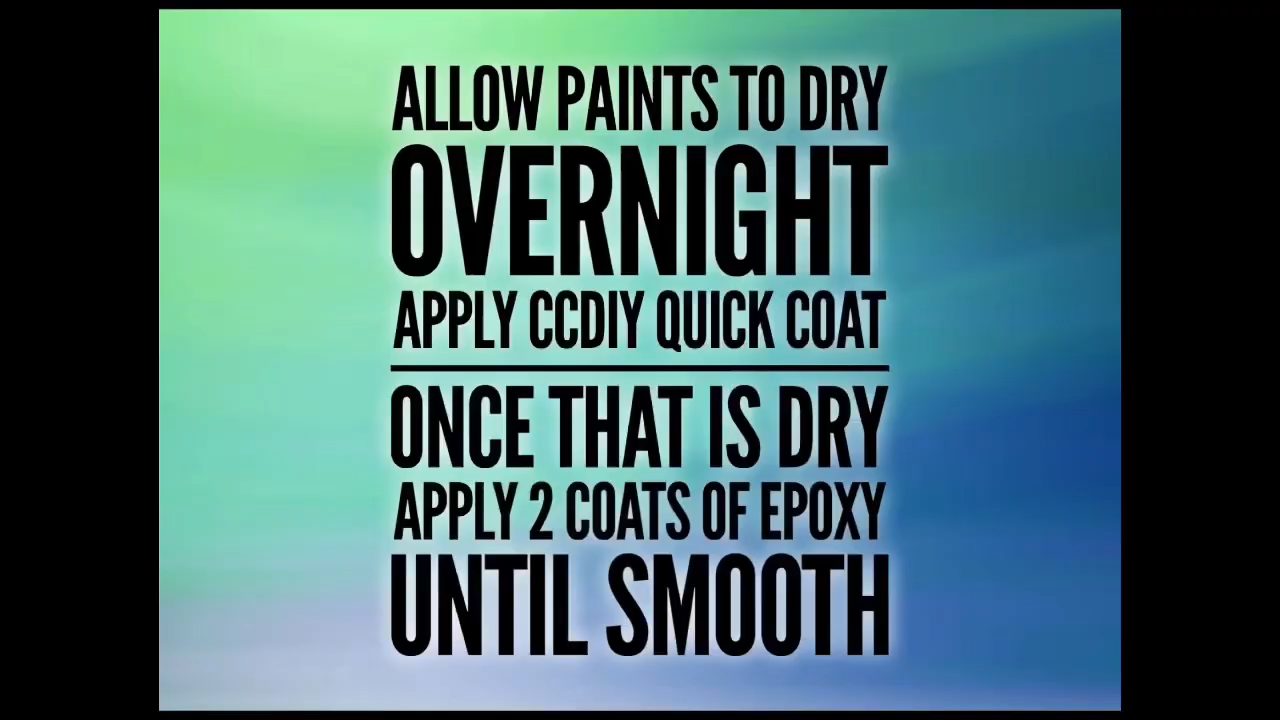 ALLOW PAINTS TO DRY
OVERNIGHT
APPLY CCDIY QUICK COAT
ONCE THAT IS DRY
APPLY 2 COATS OF EPOXY
UNTIL SMOOTH